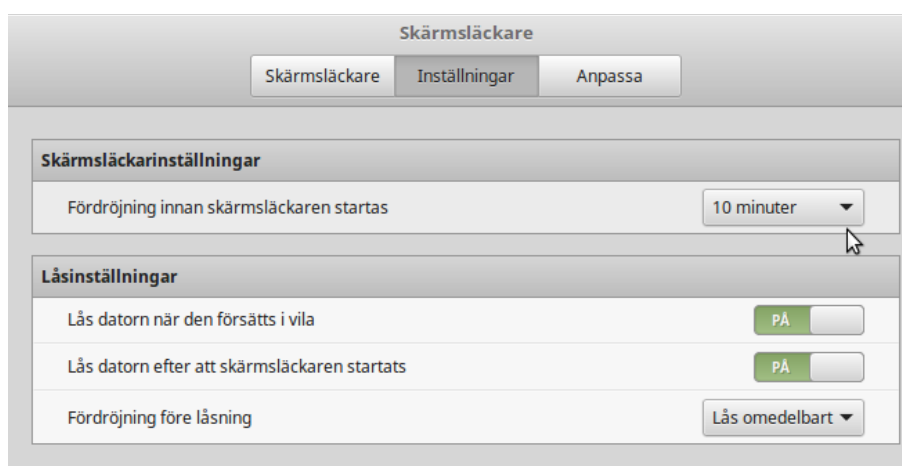 Skärmsläckare
Skärmsläckare Inställningar Anpassa
Skärmsläckarinställningar
Fördröjning innan skärmsläckaren startas 10 minuter
Låsinställningar
Lås datorn när den försätts i vila PÅ
Lås datorn efter att skärmsläckaren startats PÅ
Fördröjning före låsning Lås omedelbart